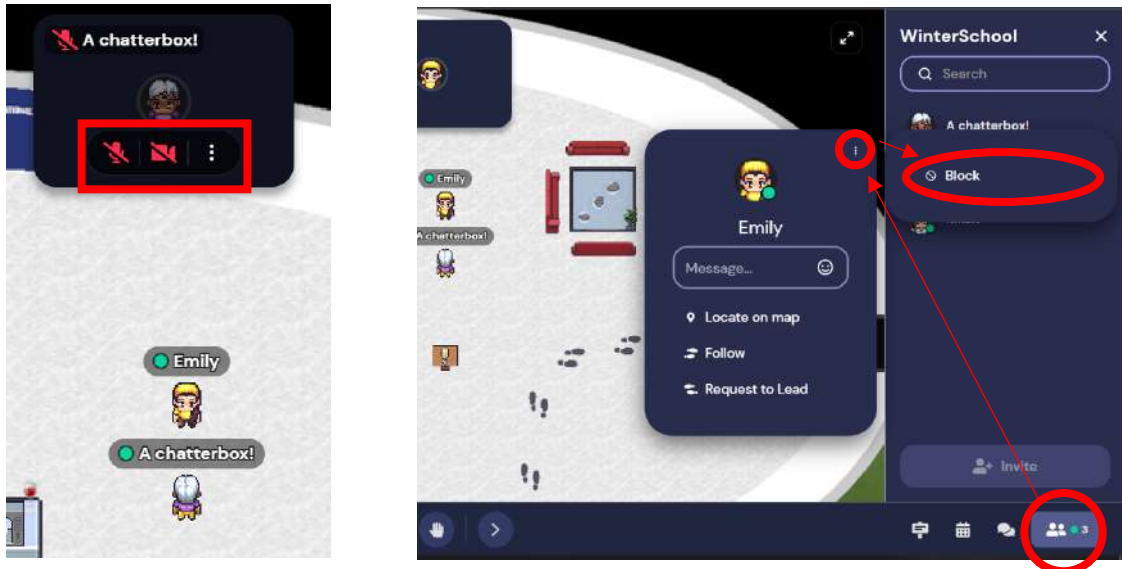 A chatterbox!
Emily
A chatterbox!
Emily
A chatterbox!
WinterSchool
Search
A chatterbox!
Block
Emily
Message...
Locate on map
Follow
Request to Lead
Invite
3